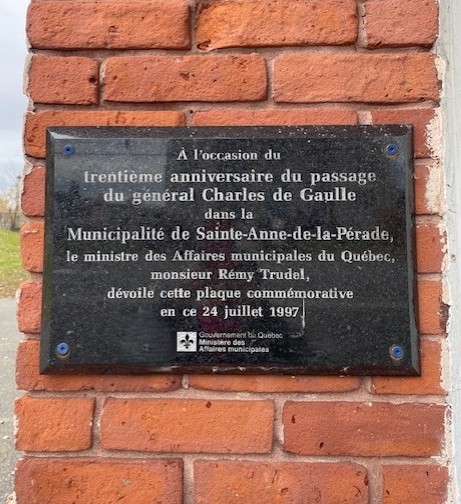 À l'occasion du
trentième anniversaire du passage
du général Charles de Gaulle
dans la
Municipalité de Sainte-Anne-de-la-Pérade,
le ministre des Affaires municipales du Québec,
monsieur Rémy Trudel,
dévoile cette plaque commémorative
en ce 24 juillet 1997
Gouvernement du Québec
Ministère des
Affaires municipales